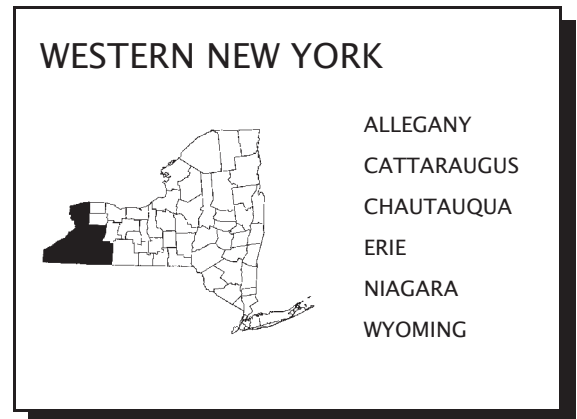 WESTERN NEW YORK
ALLEGANY
CATTARAUGUS
CHAUTAUQUA
ERIE
NIAGARA
WYOMING